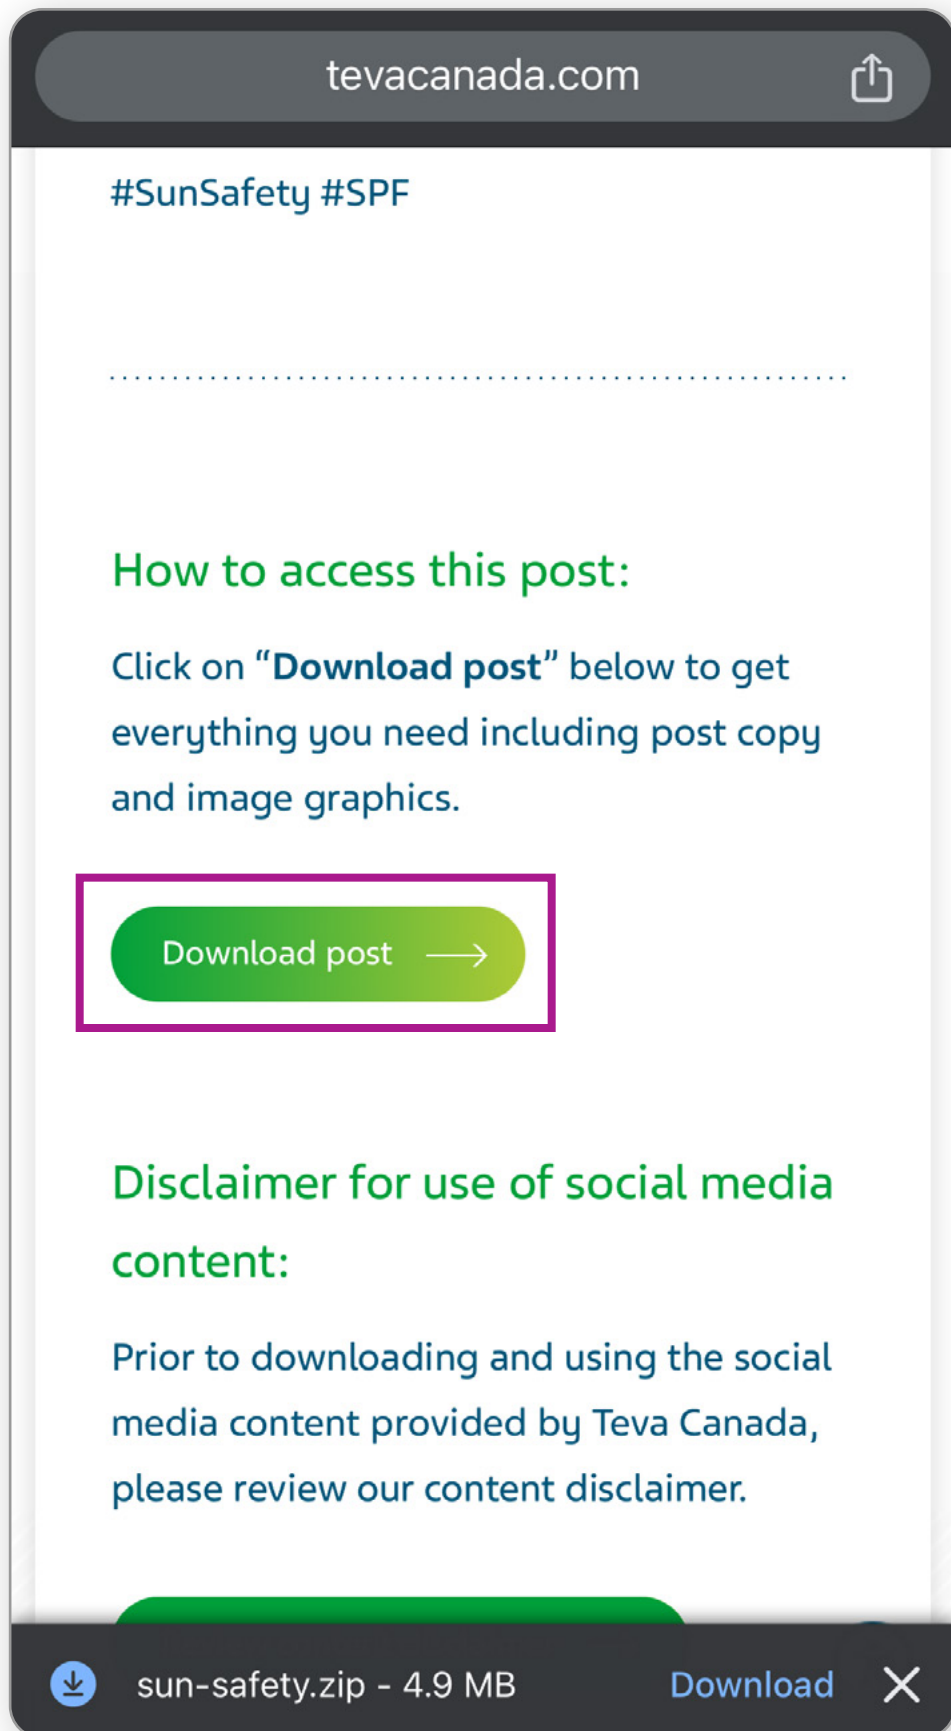 tevacanada.com
#SunSafety #SPF
How to access this post:
Click on “Download post” below to get
everything you need including post copy
and image graphics.
Download post
Disclaimer for use of social media
content:
Prior to downloading and using the social
media content provided by Teva Canada,
please review our content disclaimer.
sun-safety.zip - 4.9 MB Download